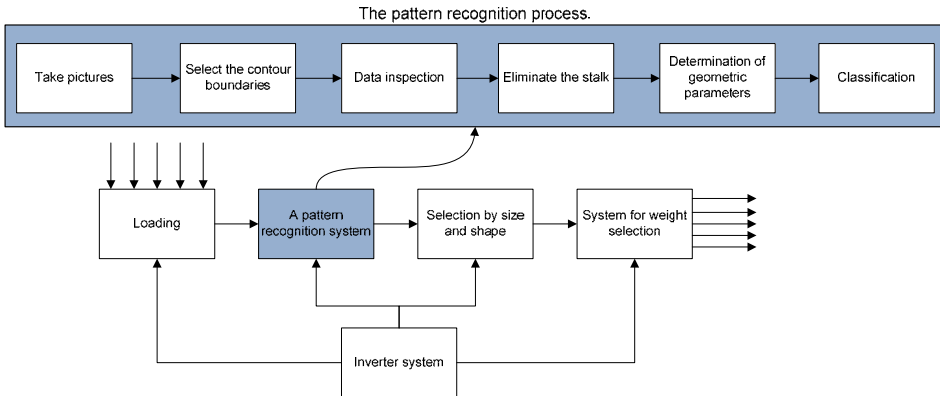 The pattern recognition process.
Take pictures
Select the contour
boundaries
Data inspection
Eliminate the stalk
Determination of
geometric
parameters
Classification
Loading
A pattern
recognition system
Selection by size
and shape
System for weight
selection
Inverter system